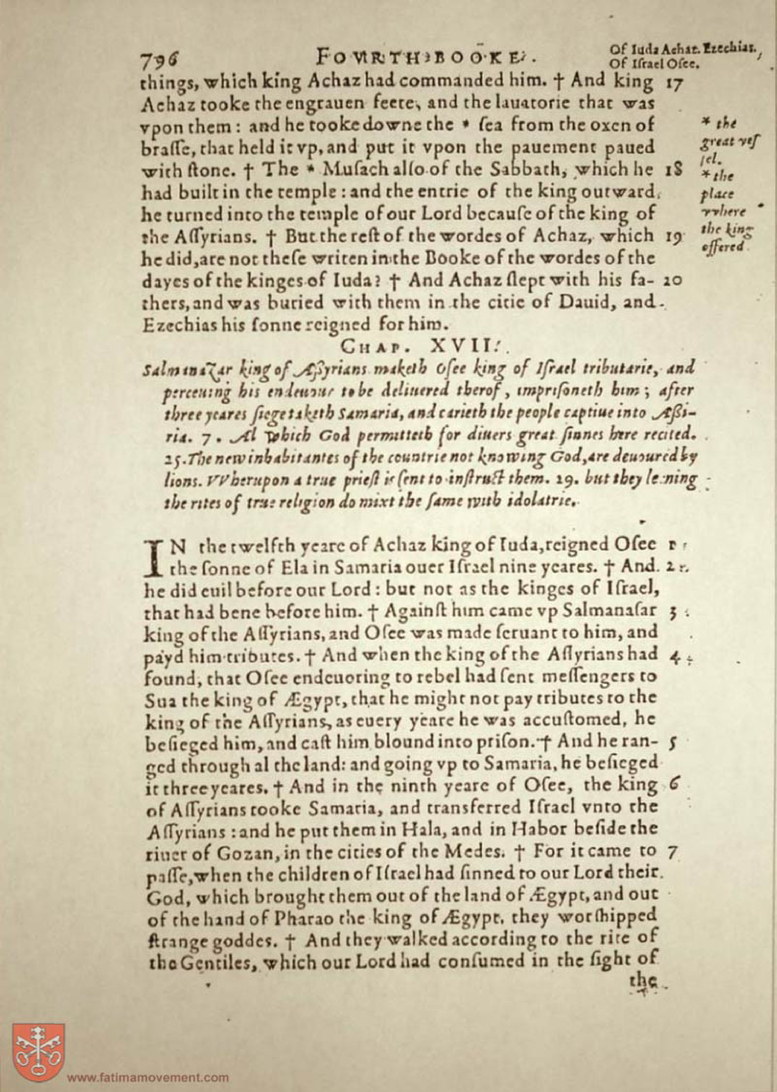 796 FOVRTH BOOKE.
Of Iuda Achaz. Ezechias.
Of Iſrael Oſee.
things, which king Achaz had commanded him. † And king 17
Achaz tooke the engrauen feete, and the lauatorie that was
vpon them: and he tooke downe the * ſea from the oxen of
braſſe, that held it vp, and put it vpon the pauement paued
with ſtone. † The * Muſach alſo of the Sabbath, which he 18
had built in the temple: and the entrie of the king outward
he turned into the temple of our Lord becauſe of the king of
the Aſſyrians. † But the reſt of the wordes of Achaz, which 19
he did, are not theſe writen in the Booke of the wordes of the
dayes of the kinges of Iuda? † And Achaz ſlept with his fa- 20
thers, and was buried with them in the citie of Dauid, and
Ezechias his ſonne reigned for him.
* the
great veſ
ſel.
* the
place
vvhere
the king
offered
CHAP. XVII.
Salmanazar king of Aſſyrians maketh Oſee king of Iſrael tributarie, and
perceuing his endeuour to be deliuered therof, impriſoneth him; after
three yeares ſiege taketh Samaria, and carieth the people captiue into Aſſi-
ria. 7. Al which God permitteth for diuers great ſinnes here recited.
25. The new inhabitantes of the countrie not knowing God, are deuoured by
lions. VVherupon a true prieſt is ſent to inſtruct them. 29. but they lerning
the rites of true religion do mixt the ſame with idolatrie.
IN the twelfth yeare of Achaz king of Iuda, reigned Oſee 1
the ſonne of Ela in Samaria ouer Iſrael nine yeares. † And 2
he did euil before our Lord: but not as the kinges of Iſrael,
that had bene before him. † Againſt him came vp Salmanaſar 3
king of the Aſſyrians, and Oſee was made ſeruant to him, and
payd him tributes. † And when the king of the Aſſyrians had 4
found, that Oſee endeuoring to rebel had ſent meſſengers to
Sua the king of Ægypt, that he might not pay tributes to the
king of the Aſſyrians, as euery yeare he was accuſtomed, he
beſieged him, and caſt him blound into priſon. † And he ran- 5
ged through al the land: and going vp to Samaria, he beſieged
it three yeares. † And in the ninth yeare of Oſee, the king 6
of Aſſyrians tooke Samaria, and transferred Iſrael vnto the
Aſſyrians: and he put them in Hala, and in Habor beſide the
riuer of Gozan, in the cities of the Medes. † For it came to 7
paſſe, when the children of Iſrael had ſinned to our Lord their
God, which brought them out of the land of Ægypt, and out
of the hand of Pharao the king of Ægypt, they worſhipped
ſtrange goddes. † And they walked according to the rite of
the Gentiles, which our Lord had conſumed in the ſight of
the
www.fatimamovement.com